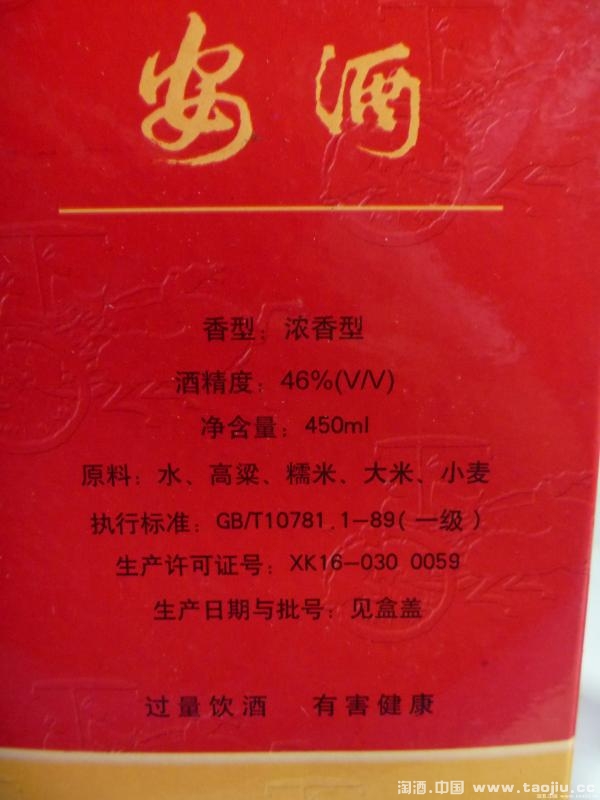 安酒
香型：浓香型
酒精度：46%(V/V)
净含量：450ml
原料：水、高粱、糯米、大米、小麦
执行标准：GB/T10781.1-89(一级)
生产许可证号：XK16-030 0059
生产日期与批号：见盒盖
过量饮酒 有害健康
淘酒.中国 www.taojiu.cc